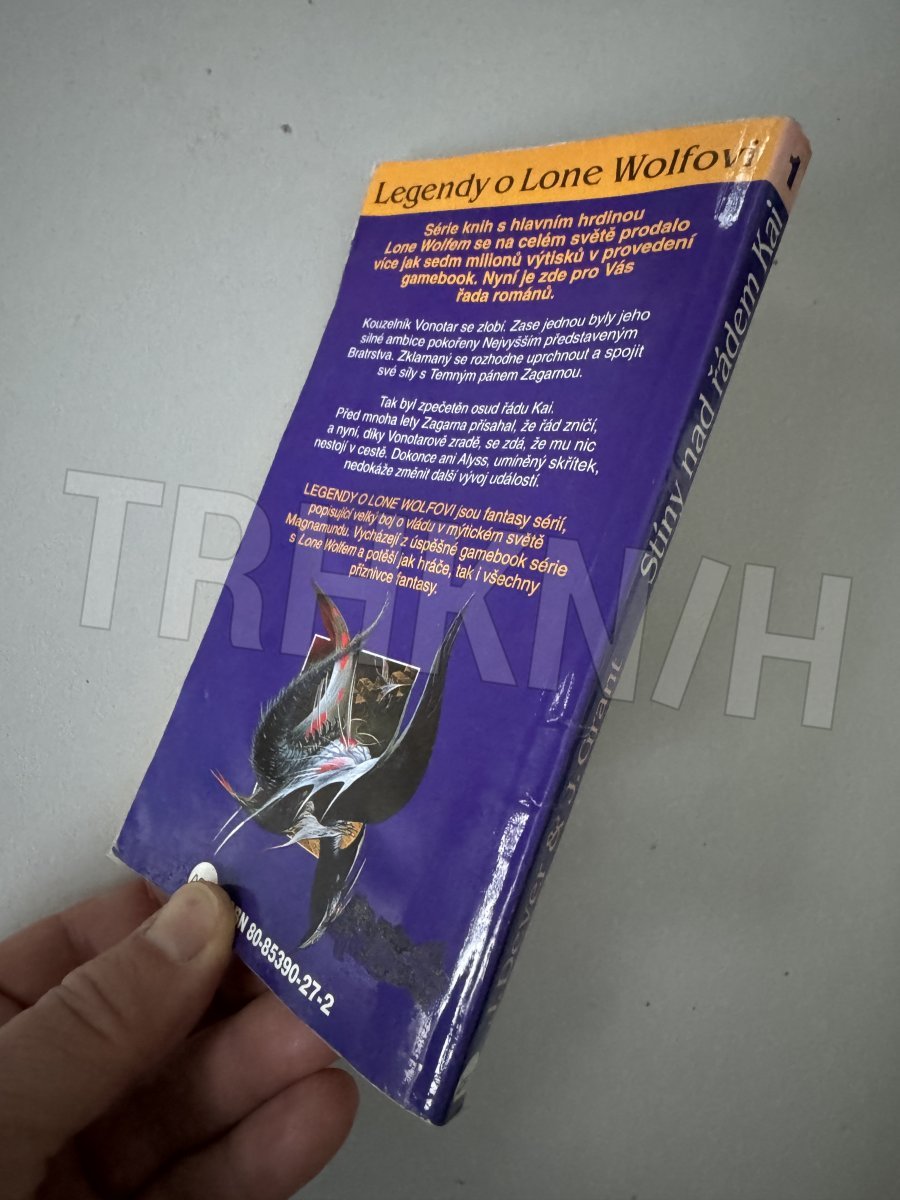 Legendy o Lone Wolfovi
1
Série knih s hlavním hrdinou
Lone Wolfem se na celém světě prodalo
více jak sedm milionů výtisků v provedení
gamebook. Nyní je zde pro Vás
řada románů.
Kouzelník Vonotar se zlobí. Zase jednou byly jeho
silné ambice pokořeny Nejvyšším představeným
Bratrstva. Zklamaný se rozhodne uprchnout a spojit
své síly s Temným pánem Zagarnou.
Tak byl zpečetěn osud řádu Kai.
Před mnoha lety Zagarna přísahal, že řád zničí,
a nyní, díky Vonotarově zradě, se zdá, že mu nic
nestojí v cestě. Dokonce ani Alyss, umíněný skřítek,
nedokáže změnit další vývoj událostí.
LEGENDY O LONE WOLFOVI jsou fantasy sérií,
popisující velký boj o vládu v mýtickém světě
Magnamundu. Vycházejí z úspěšné gamebook série
s Lone Wolfem a potěší jak hráče, tak i všechny
příznivce fantasy.
80-85390-27-2
Stíny nad řádem Kai
Dever & J. Grant
TRHKN/H